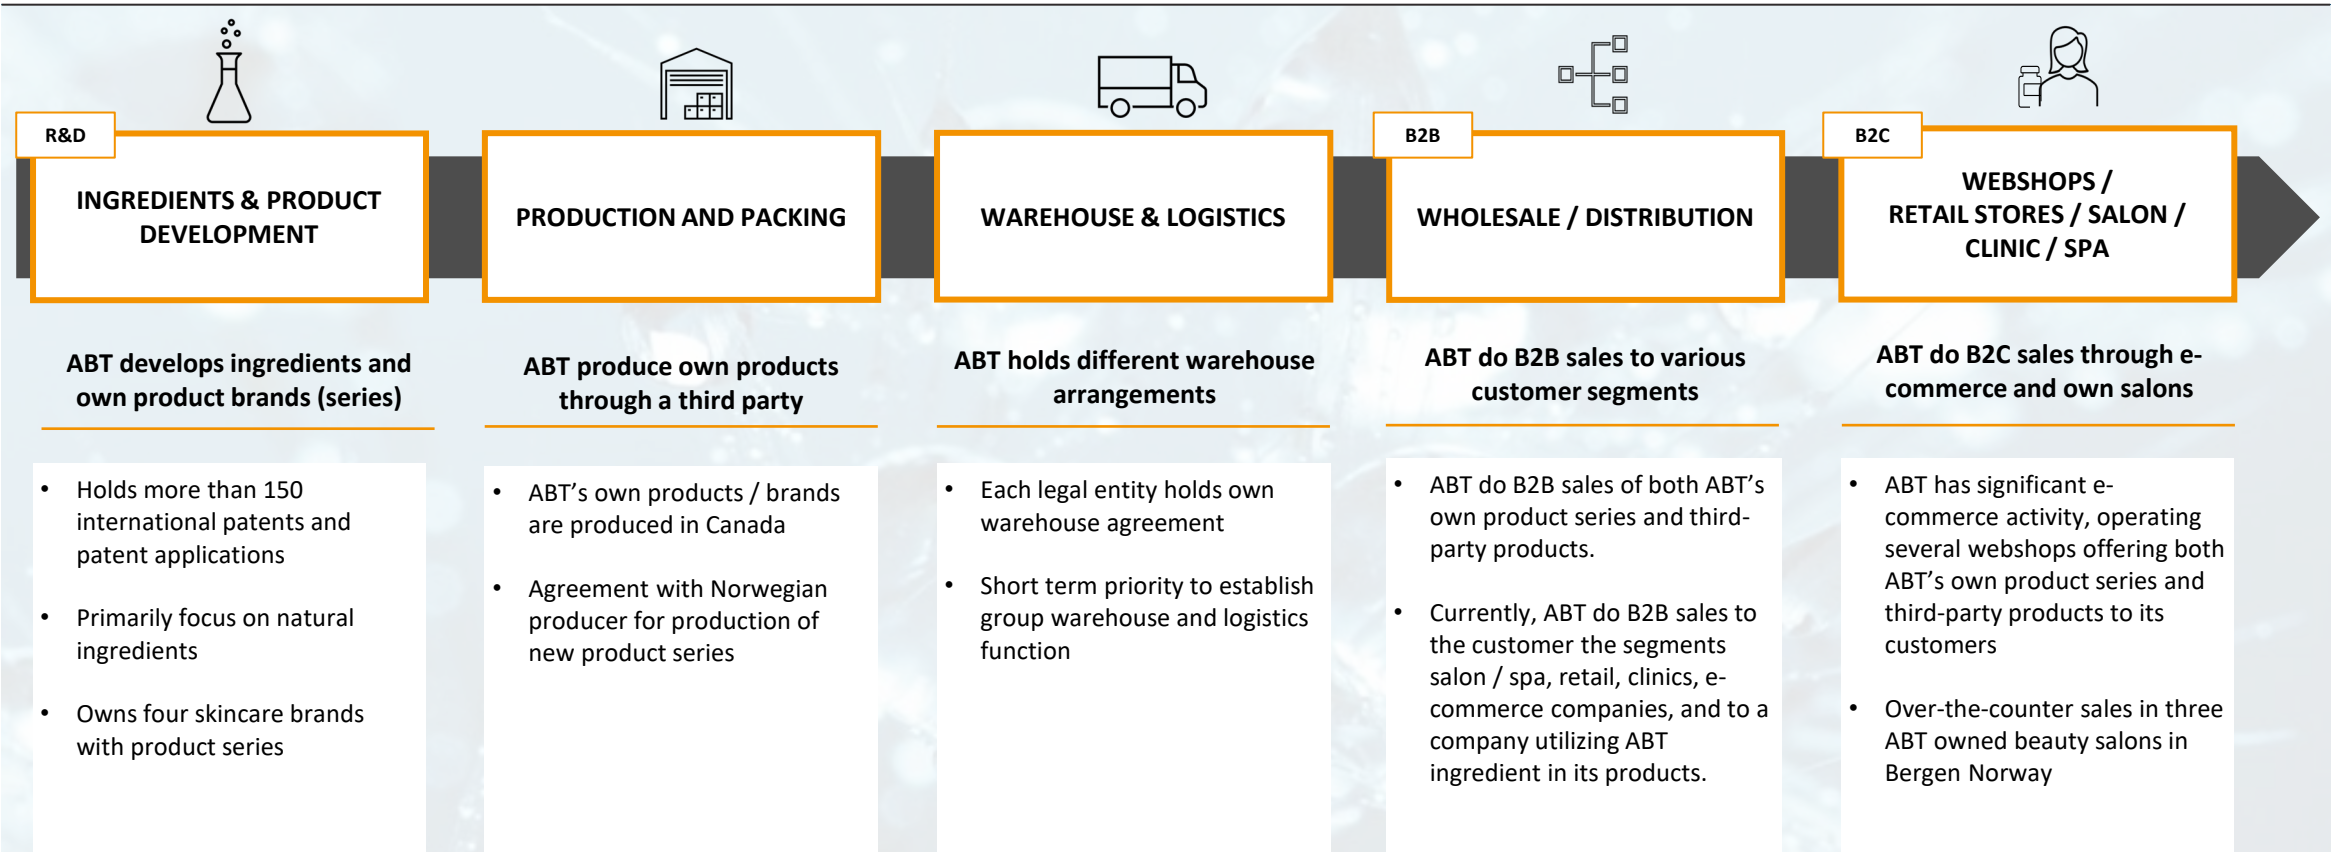 R&D
INGREDIENTS & PRODUCT
DEVELOPMENT
ABT develops ingredients and
own product brands (series)
• Holds more than 150
international patents and
patent applications
• Primarily focus on natural
ingredients
• Owns four skincare brands
with product series
PRODUCTION AND PACKING
ABT produce own products
through a third party
• ABT’s own products / brands
are produced in Canada
• Agreement with Norwegian
producer for production of
new product series
WAREHOUSE & LOGISTICS
ABT holds different warehouse
arrangements
• Each legal entity holds own
warehouse agreement
• Short term priority to establish
group warehouse and logistics
function
B2B
WHOLESALE / DISTRIBUTION
ABT do B2B sales to various
customer segments
• ABT do B2B sales of both ABT’s
own product series and third-
party products.
• Currently, ABT do B2B sales to
the customer the segments
salon / spa, retail, clinics, e-
commerce companies, and to a
company utilizing ABT
ingredient in its products.
B2C
WEBSHOPS /
RETAIL STORES / SALON /
CLINIC / SPA
ABT do B2C sales through e-
commerce and own salons
• ABT has significant e-
commerce activity, operating
several webshops offering both
ABT’s own product series and
third-party products to its
customers
• Over-the-counter sales in three
ABT owned beauty salons in
Bergen Norway